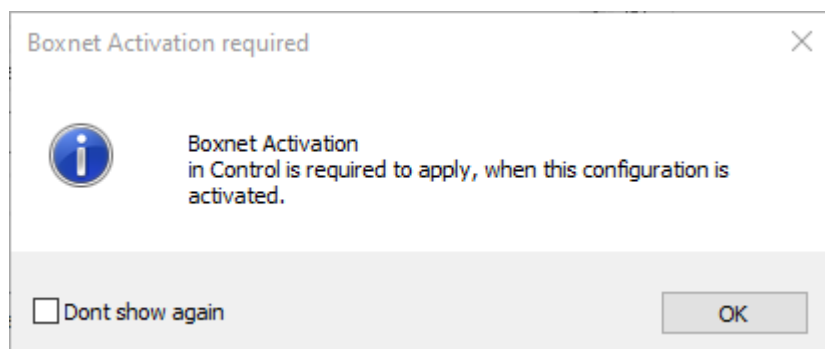 Boxnet Activation required
Boxnet Activation
in Control is required to apply, when this configuration is
activated.
Dont show again
OK